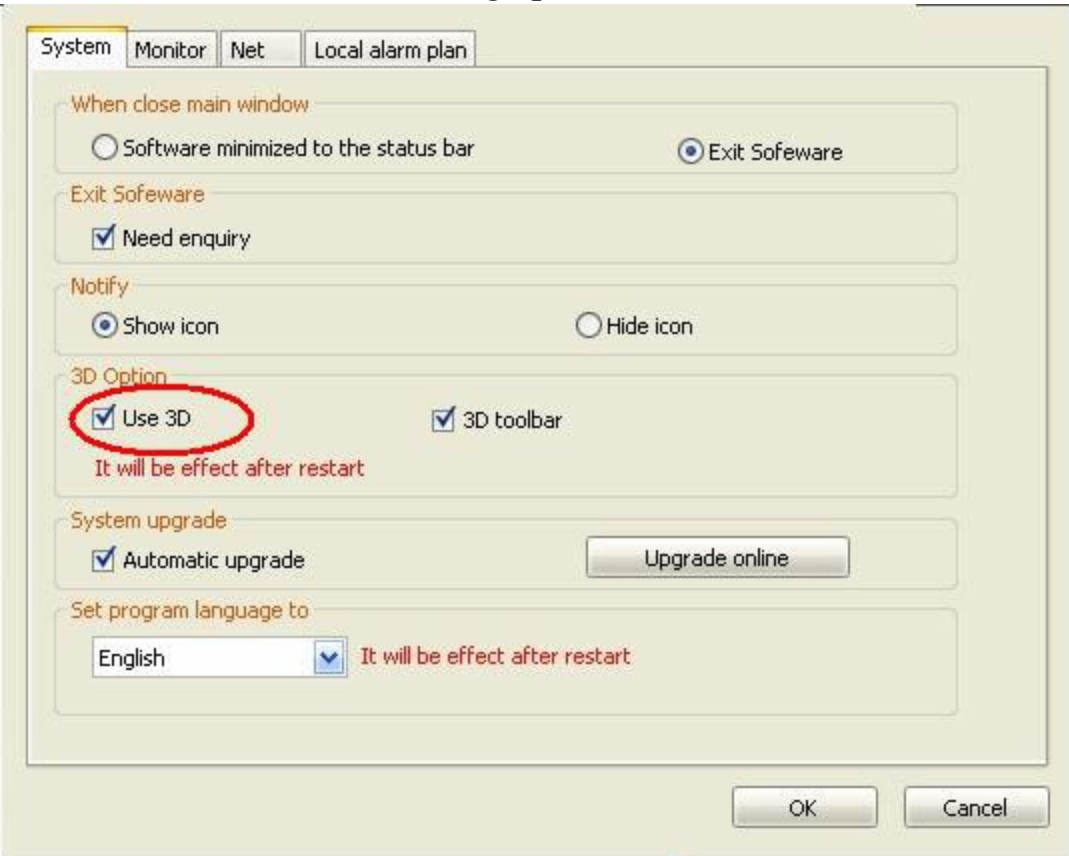 System Monitor Net Local alarm plan
When close main window
Software minimized to the status bar Exit Sofeware
Exit Sofeware
Need enquiry
Notify
Show icon Hide icon
3D Option
Use 3D 3D toolbar
It will be effect after restart
System upgrade
Automatic upgrade Upgrade online
Set program language to
English It will be effect after restart
OK Cancel